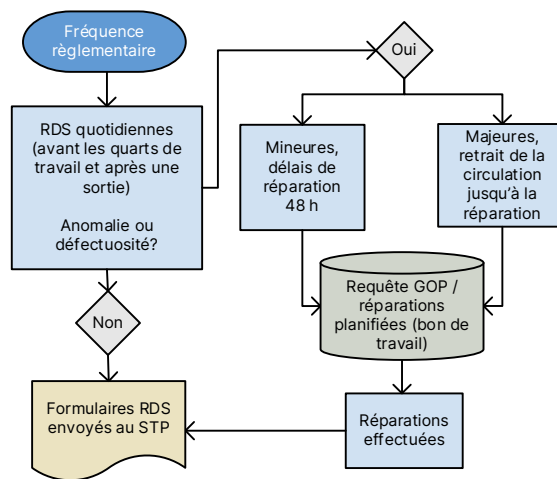 Fréquence
règlementaire
Oui
RDS quotidiennes
(avant les quarts de
travail et après une
sortie)
Anomalie ou
défectuosité?
Mineures,
délais de
réparation
48 h
Majeures,
retrait de la
circulation
jusqu'à la
réparation
Non
Requête GOP /
réparations
planifiées (bon de
travail)
Formulaires RDS
envoyés au STP
Réparations
effectuées